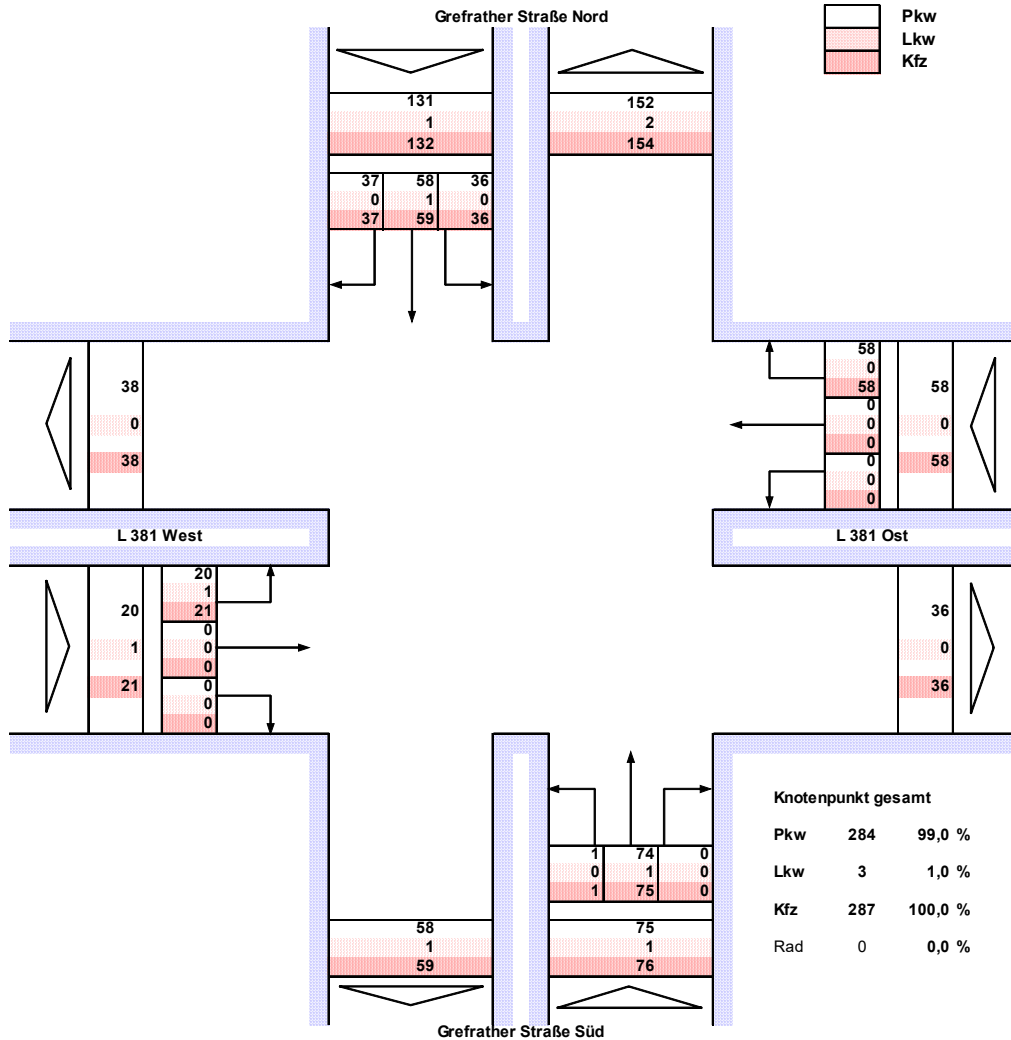 Grefrather Straße Nord
Pkw
Lkw
Kfz
131
1
132
152
2
154
37 58 36
0 1 0
37 59 36
38
0
38
58
0
58
0
0
0
0
0
0
58
0
58
L 381 West
L 381 Ost
20
1
21
20
1
21
0
0
0
0
0
0
36
0
36
Knotenpunkt gesamt
Pkw 284 99,0 %
Lkw 3 1,0 %
Kfz 287 100,0 %
Rad 0 0,0 %
1 74 0
0 1 0
1 75 0
58
1
59
75
1
76
Grefrather Straße Süd